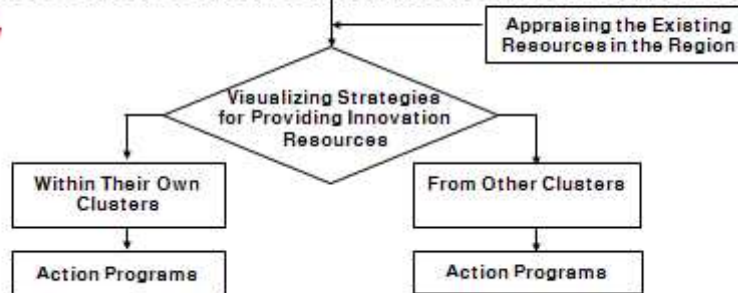 Appraising the Existing
Resources in the Region
Visualizing Strategies
for Providing Innovation
Resources
Within Their Own
Clusters
From Other Clusters
Action Programs
Action Programs